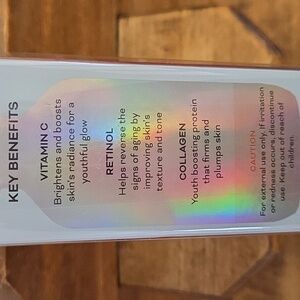 KEY BENEFITS
VITAMIN C
Brightens and boosts
skin's radiance for a
youthful glow
RETINOL
Helps reverse the
signs of aging by
improving skin's
texture and tone
COLLAGEN
Youth boosting protein
that firms and
plumps skin
CAUTION
For external use only. If irritation
or redness occurs, discontinue
use. Keep out of reach of
children